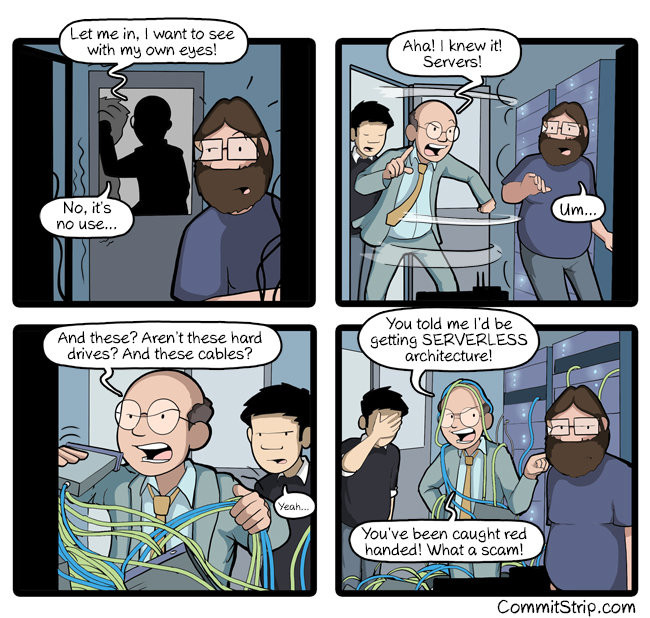 Let me in, I want to see
with my own eyes!
No, it's
no use...
Aha! I knew it!
Servers!
Um...
And these? Aren't these hard
drives? And these cables?
Yeah...
You told me I'd be
getting SERVERLESS
architecture!
You've been caught red
handed! What a scam!
CommitStrip.com